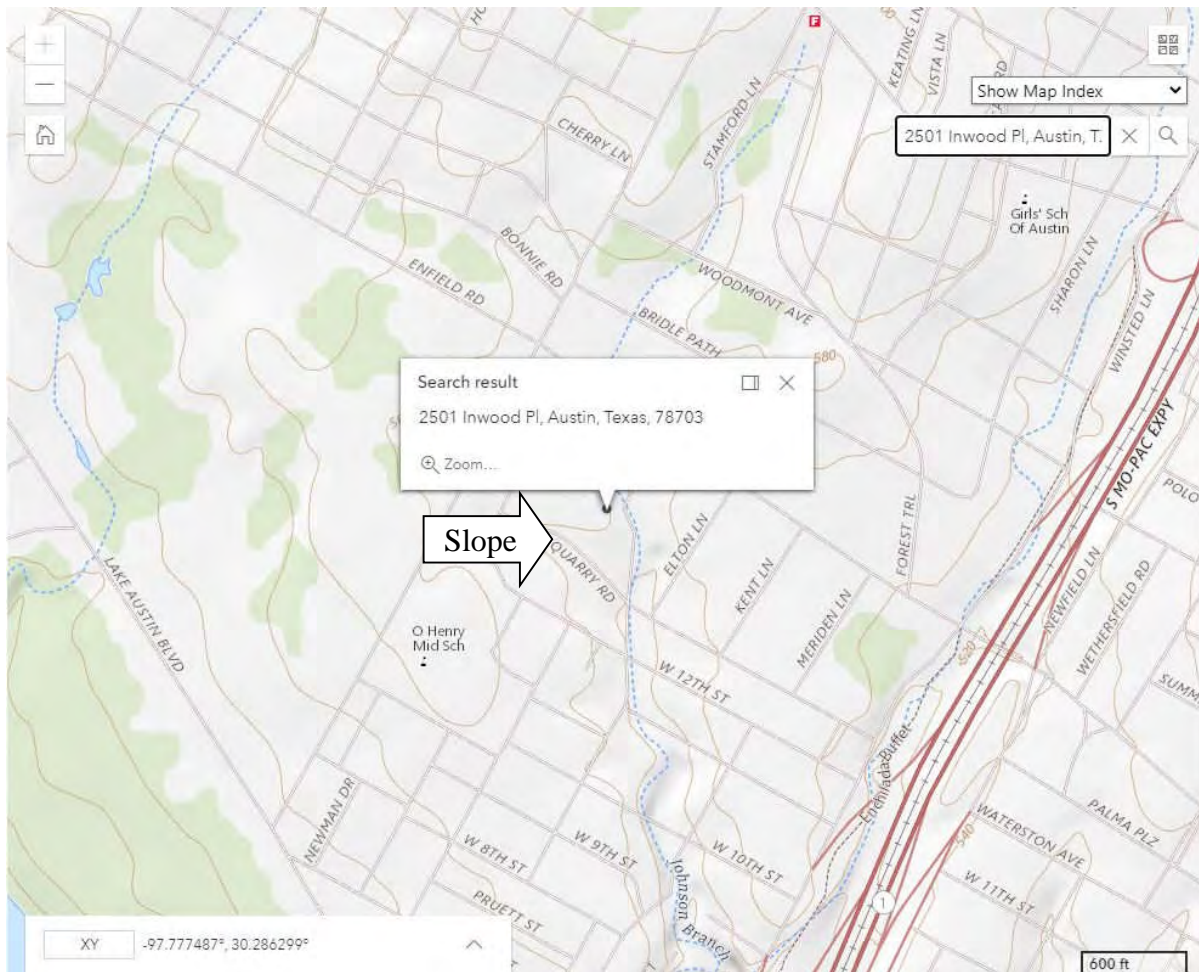 600
F
KEATING LN
VISTA LN
Show Map Index
2501 Inwood Pl, Austin, T.
STAMFORD LN
CHERRY LN
Girls' Sch
Of Austin
SHARON LN
BONNIE RD
ENFIELD RD
WOODMONT AVE
BRIDLE PATH
WINSTED LN
580
Search result
2501 Inwood Pl, Austin, Texas, 78703
Zoom...
S MO-PAC EXPY
POLO
Slope
QUARRY RD
ELTON LN
KENT LN
MERIDEN LN
FOREST TRL
NEWFIELD LN
WETHERSFIELD RD
SUMM
LAKE AUSTIN BLVD
O Henry
Mid Sch
W 12TH ST
520
Enchilada Buffet
NEWMAN DR
W 8TH ST
W 9TH ST
W 10TH ST
PRUETT ST
Johnson Branch
540
WATERSTON AVE
PALMA PLZ
W 11TH ST
1
XY
-97.777487°, 30.286299°
600 ft